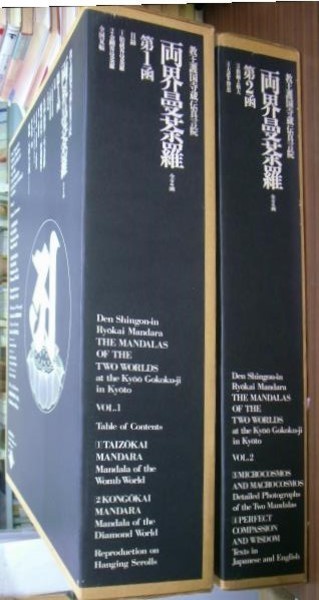 教王護国寺蔵伝真言院
両界曼荼羅
第1函
Den Shingon-in
Ryōkai Mandara
THE MANDALAS
OF THE
TWO WORLDS
at the Kyōō Gokoku-ji
in Kyōto
VOL.1
Table of Contents
1 TAIZŌKAI
MANDARA
Mandala of the
Womb World
2 KONGŌKAI
MANDARA
Mandala of the
Diamond World
Reproduction on
Hanging Scrolls
教王護国寺蔵伝真言院
両界曼荼羅
第2函
Den Shingon-in
Ryōkai Mandara
THE MANDALAS
OF THE
TWO WORLDS
at the Kyōō Gokoku-ji
in Kyōto
VOL.2
3 MICROCOSMOS
AND MACROCOSMOS
Detailed Photographs
of the Two Mandalas
4 PERFECT
COMPASSION
AND WISDOM
Texts in
Japanese and English